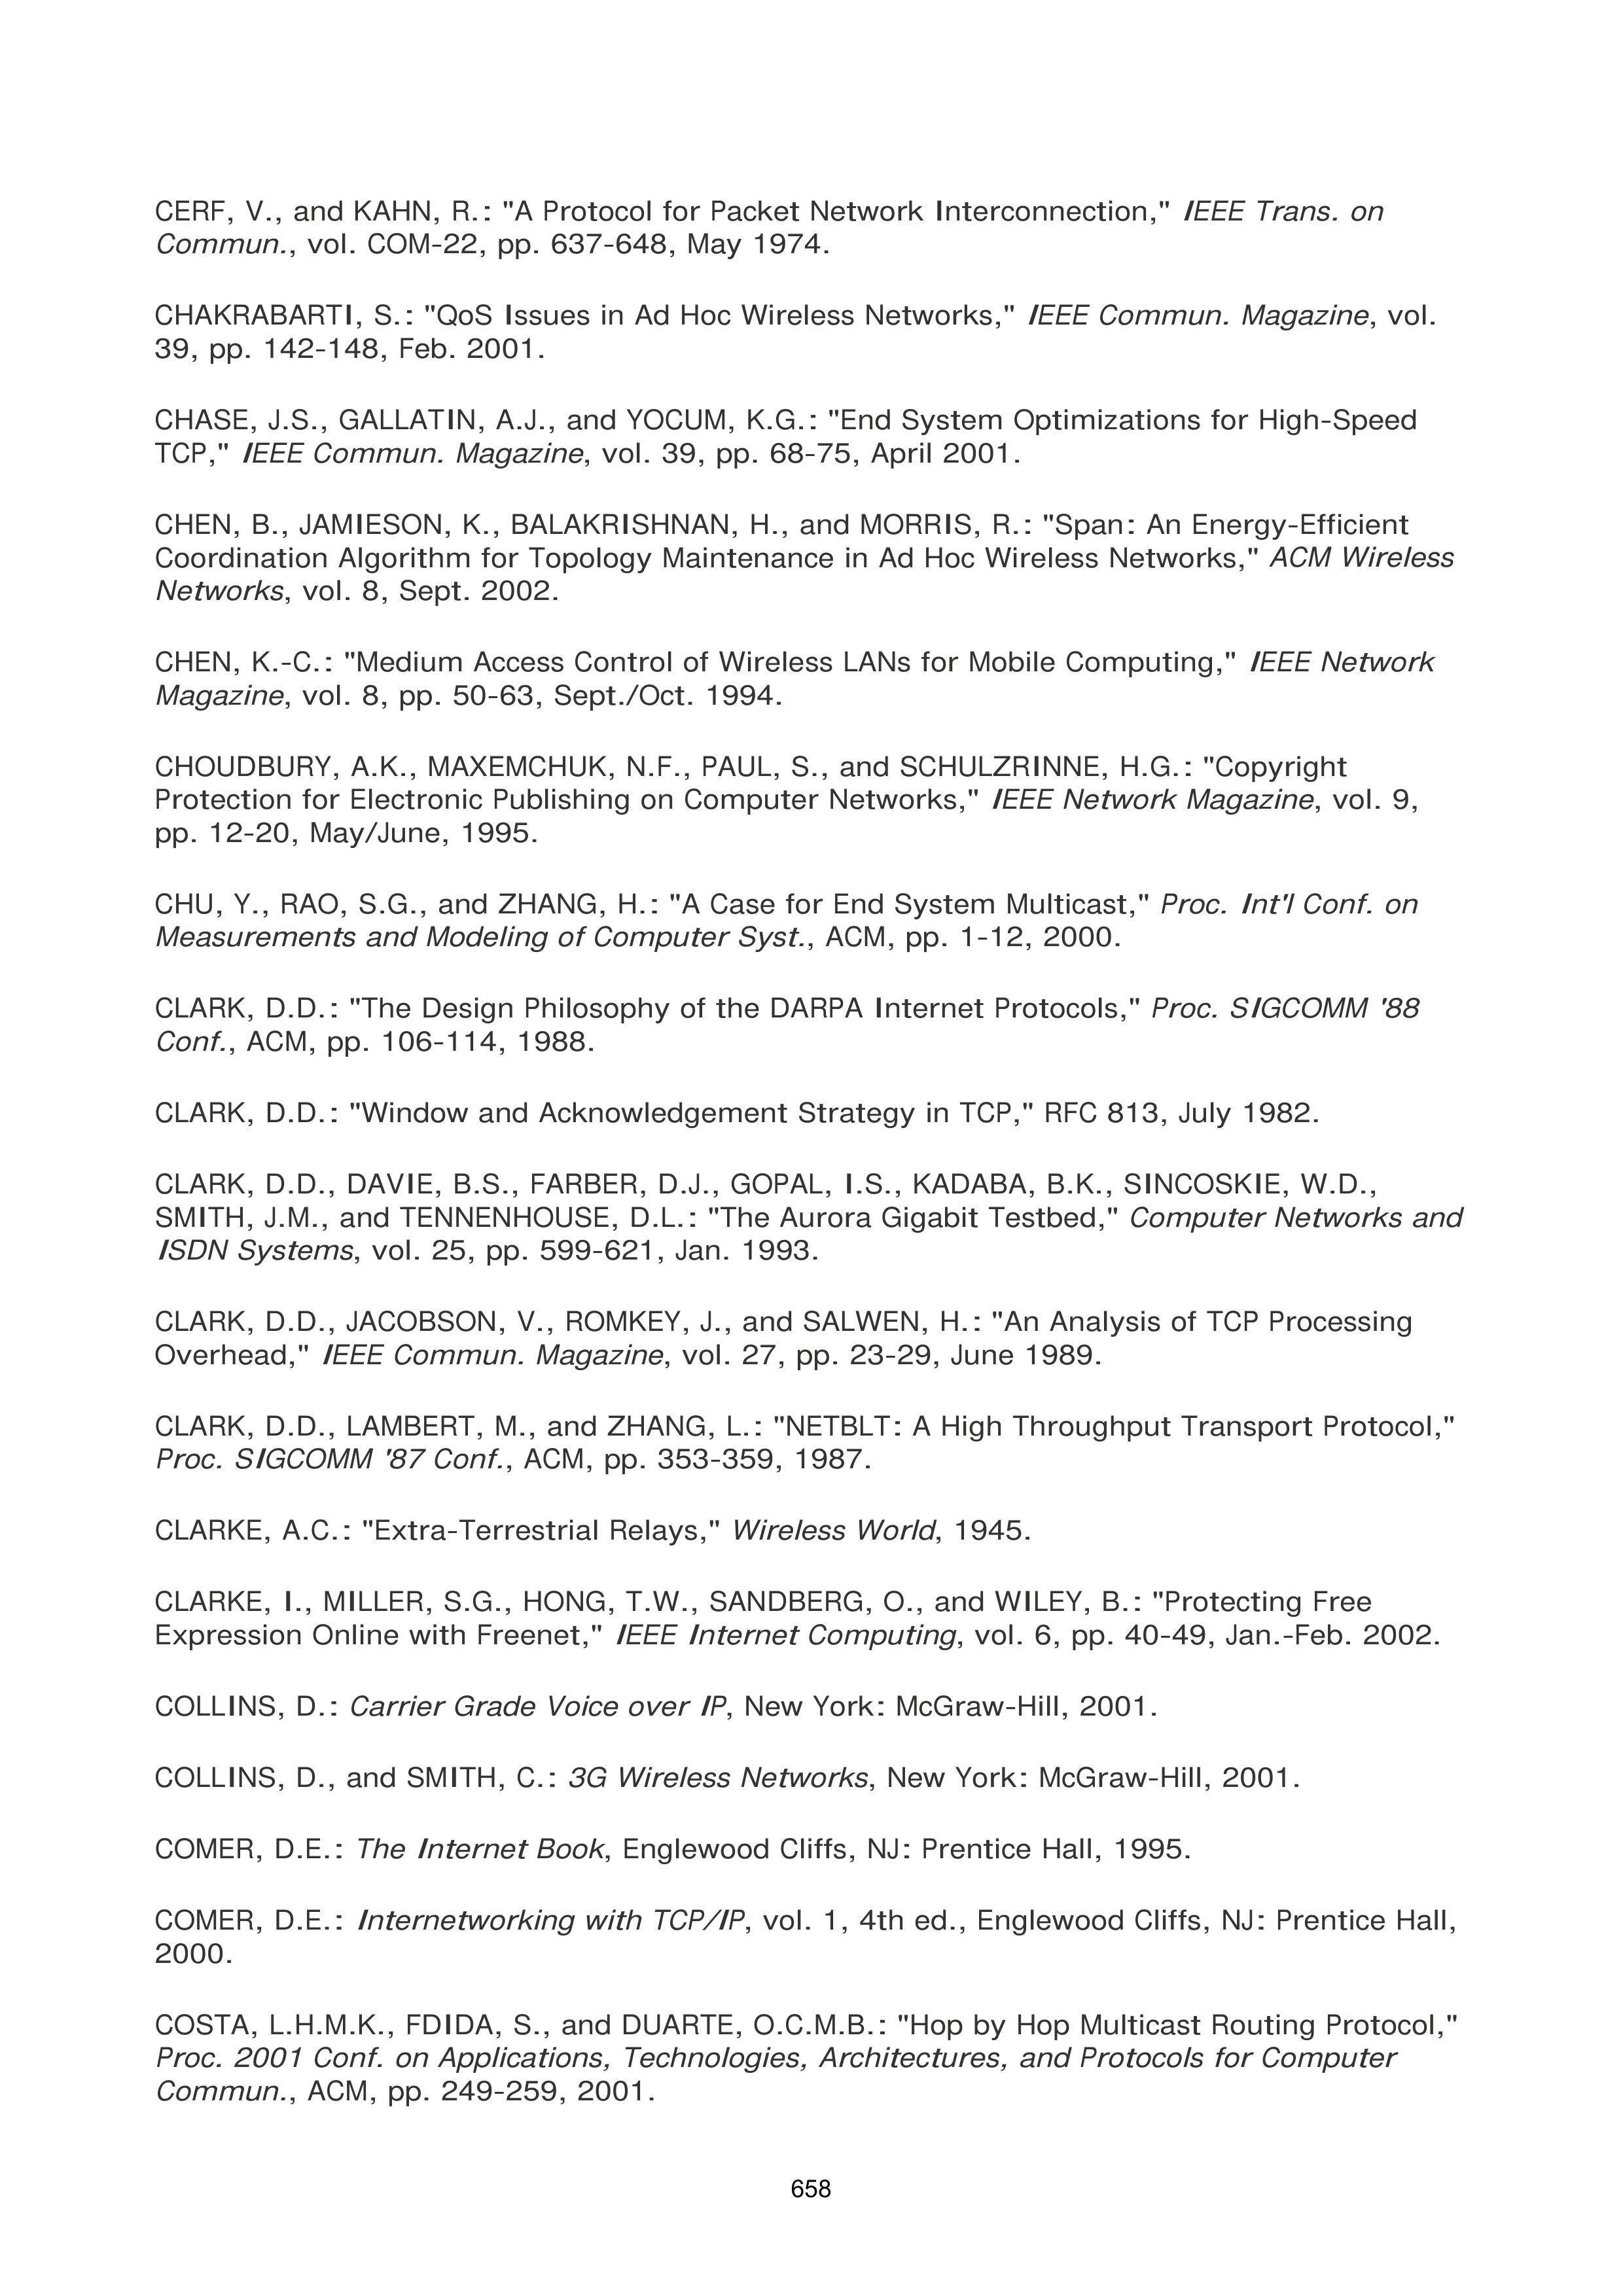 CERF, V., and KAHN, R.: "A Protocol for Packet Network Interconnection," IEEE Trans. on
Commun., vol. COM-22, pp. 637-648, May 1974.
CHAKRABARTI, S.: "QoS Issues in Ad Hoc Wireless Networks," IEEE Commun. Magazine, vol.
39, pp. 142-148, Feb. 2001.
CHASE, J.S., GALLATIN, A.J., and YOCUM, K.G.: "End System Optimizations for High-Speed
TCP," IEEE Commun. Magazine, vol. 39, pp. 68-75, April 2001.
CHEN, B., JAMIESON, K., BALAKRISHNAN, H., and MORRIS, R.: "Span: An Energy-Efficient
Coordination Algorithm for Topology Maintenance in Ad Hoc Wireless Networks," ACM Wireless
Networks, vol. 8, Sept. 2002.
CHEN, K.-C.: "Medium Access Control of Wireless LANs for Mobile Computing," IEEE Network
Magazine, vol. 8, pp. 50-63, Sept./Oct. 1994.
CHOUDBURY, A.K., MAXEMCHUK, N.F., PAUL, S., and SCHULZRINNE, H.G.: "Copyright
Protection for Electronic Publishing on Computer Networks," IEEE Network Magazine, vol. 9,
pp. 12-20, May/June, 1995.
CHU, Y., RAO, S.G., and ZHANG, H.: "A Case for End System Multicast," Proc. Int'l Conf. on
Measurements and Modeling of Computer Syst., ACM, pp. 1-12, 2000.
CLARK, D.D.: "The Design Philosophy of the DARPA Internet Protocols," Proc. SIGCOMM '88
Conf., ACM, pp. 106-114, 1988.
CLARK, D.D.: "Window and Acknowledgement Strategy in TCP," RFC 813, July 1982.
CLARK, D.D., DAVIE, B.S., FARBER, D.J., GOPAL, I.S., KADABA, B.K., SINCOSKIE, W.D.,
SMITH, J.M., and TENNENHOUSE, D.L.: "The Aurora Gigabit Testbed," Computer Networks and
ISDN Systems, vol. 25, pp. 599-621, Jan. 1993.
CLARK, D.D., JACOBSON, V., ROMKEY, J., and SALWEN, H.: "An Analysis of TCP Processing
Overhead," IEEE Commun. Magazine, vol. 27, pp. 23-29, June 1989.
CLARK, D.D., LAMBERT, M., and ZHANG, L.: "NETBLT: A High Throughput Transport Protocol,"
Proc. SIGCOMM '87 Conf., ACM, pp. 353-359, 1987.
CLARKE, A.C.: "Extra-Terrestrial Relays," Wireless World, 1945.
CLARKE, I., MILLER, S.G., HONG, T.W., SANDBERG, O., and WILEY, B.: "Protecting Free
Expression Online with Freenet," IEEE Internet Computing, vol. 6, pp. 40-49, Jan.-Feb. 2002.
COLLINS, D.: Carrier Grade Voice over IP, New York: McGraw-Hill, 2001.
COLLINS, D., and SMITH, C.: 3G Wireless Networks, New York: McGraw-Hill, 2001.
COMER, D.E.: The Internet Book, Englewood Cliffs, NJ: Prentice Hall, 1995.
COMER, D.E.: Internetworking with TCP/IP, vol. 1, 4th ed., Englewood Cliffs, NJ: Prentice Hall,
2000.
COSTA, L.H.M.K., FDIDA, S., and DUARTE, O.C.M.B.: "Hop by Hop Multicast Routing Protocol,"
Proc. 2001 Conf. on Applications, Technologies, Architectures, and Protocols for Computer
Commun., ACM, pp. 249-259, 2001.
658